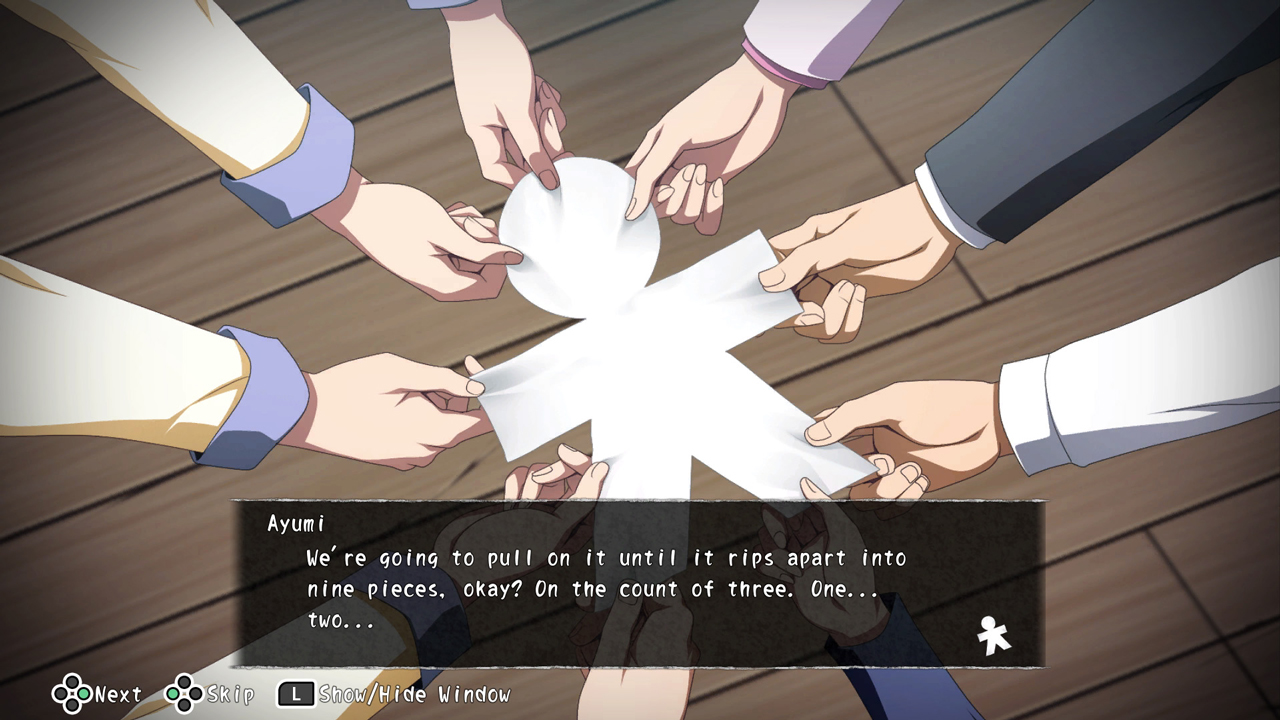 Ayumi
We're going to pull on it until it rips apart into
nine pieces, okay? On the count of three. One...
two...
Next Skip L Show/Hide Window